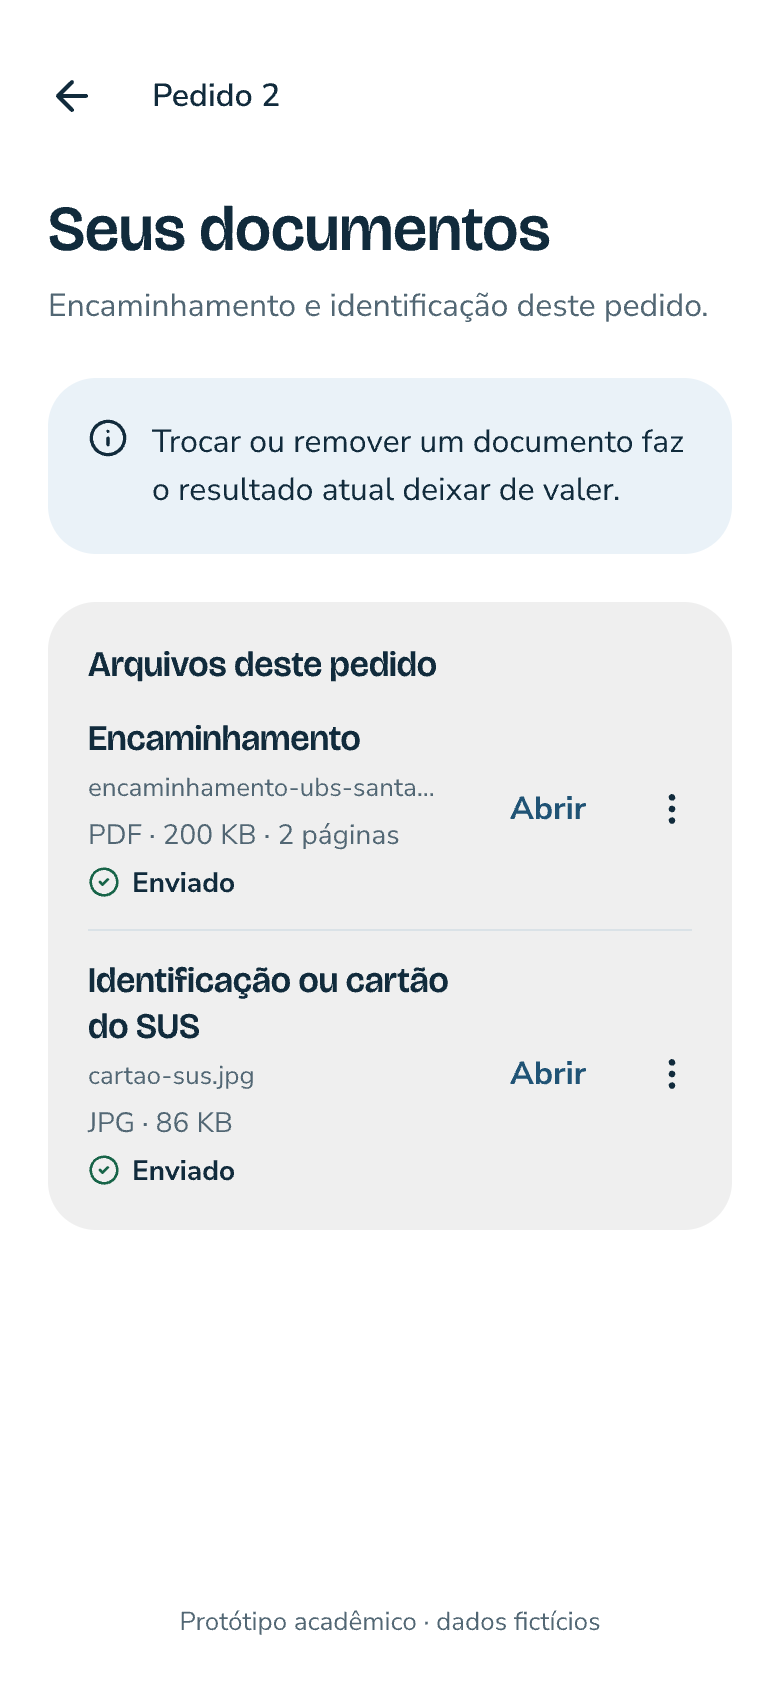 Pedido 2
Seus documentos
Encaminhamento e identificação deste pedido.
Trocar ou remover um documento faz
o resultado atual deixar de valer.
Arquivos deste pedido
Encaminhamento
encaminhamento-ubs-santa...
PDF · 200 KB · 2 páginas
Enviado
Abrir
Identificação ou cartão
do SUS
cartao-sus.jpg
JPG · 86 KB
Enviado
Abrir
Protótipo acadêmico · dados fictícios